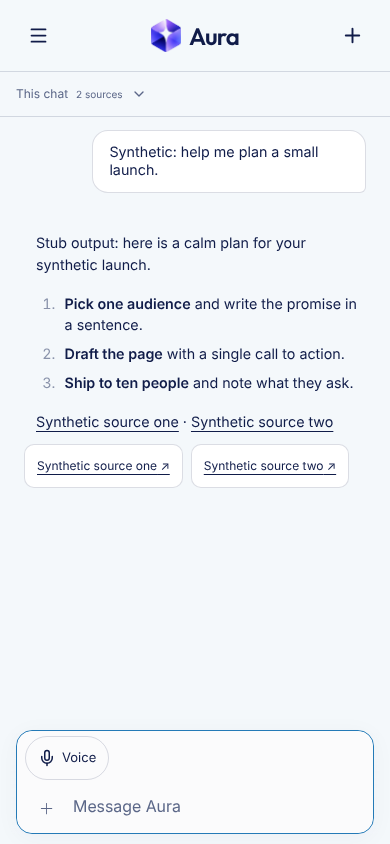 Aura
This chat 2 sources
Synthetic: help me plan a small
launch.
Stub output: here is a calm plan for your
synthetic launch.
1. Pick one audience and write the promise in
a sentence.
2. Draft the page with a single call to action.
3. Ship to ten people and note what they ask.
Synthetic source one · Synthetic source two
Synthetic source one ↗ Synthetic source two ↗
Voice
Message Aura